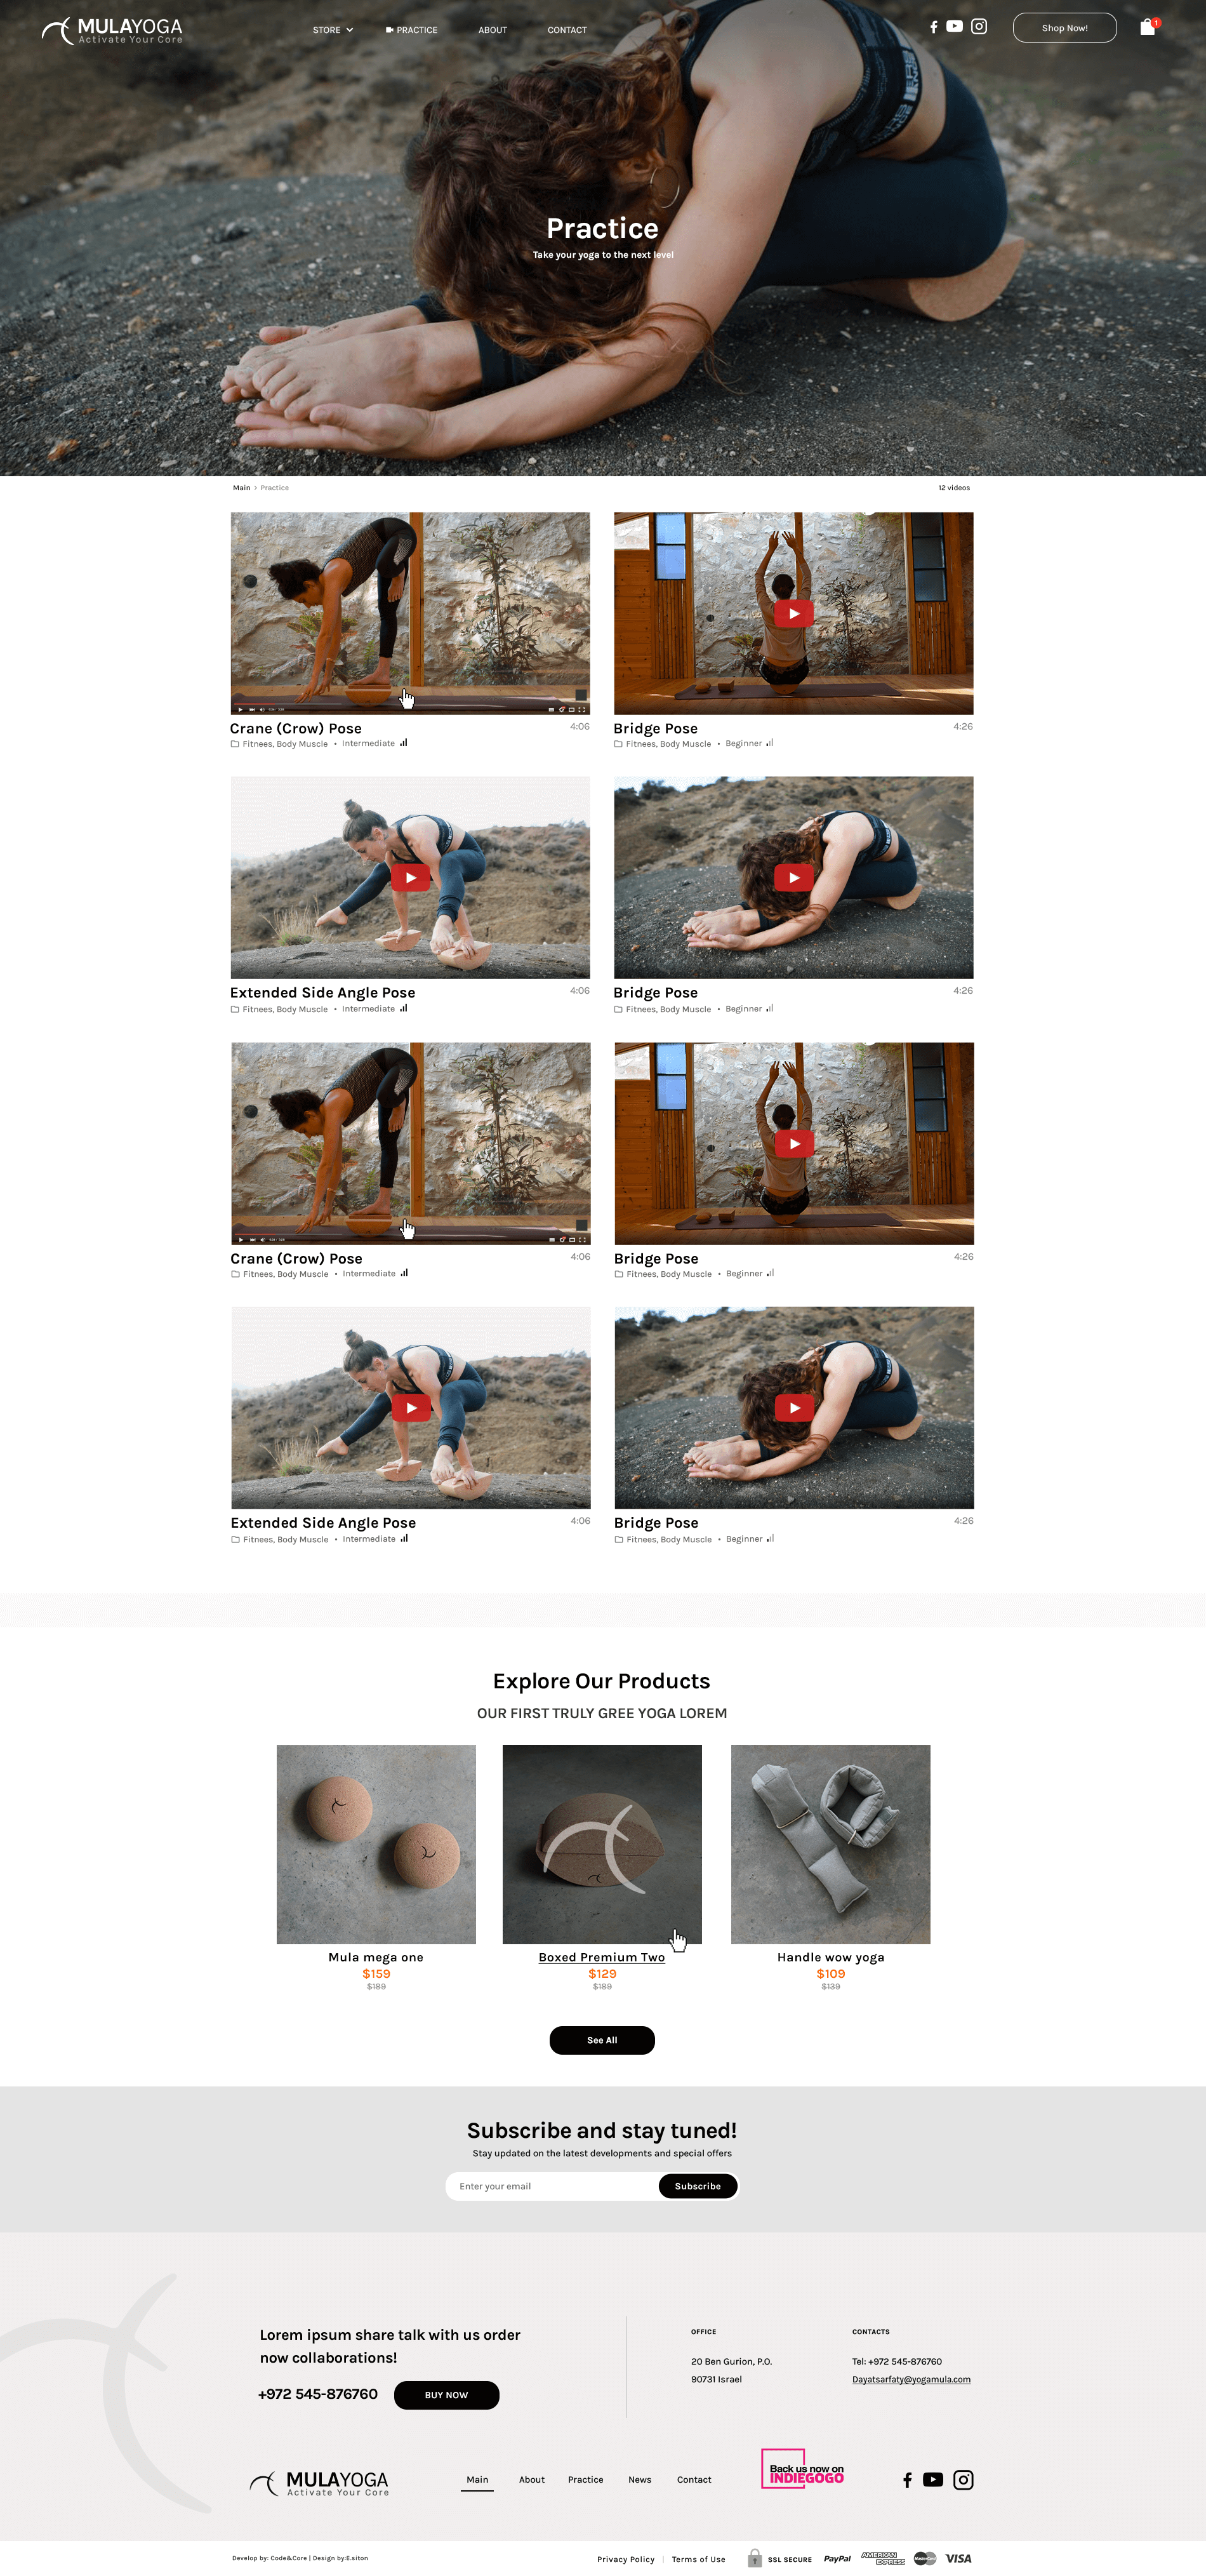 MULAYOGA
Activate Your Core
STORE
PRACTICE
ABOUT
CONTACT
Shop Now!
1
Practice
Take your yoga to the next level
Main > Practice
12 videos
Crane (Crow) Pose
4:06
Fitnees, Body Muscle • Intermediate
Bridge Pose
4:26
Fitnees, Body Muscle • Beginner
Extended Side Angle Pose
4:06
Fitnees, Body Muscle • Intermediate
Bridge Pose
4:26
Fitnees, Body Muscle • Beginner
Crane (Crow) Pose
4:06
Fitnees, Body Muscle • Intermediate
Bridge Pose
4:26
Fitnees, Body Muscle • Beginner
Extended Side Angle Pose
4:06
Fitnees, Body Muscle • Intermediate
Bridge Pose
4:26
Fitnees, Body Muscle • Beginner
Explore Our Products
OUR FIRST TRULY GREE YOGA LOREM
Mula mega one
$159
$189
Boxed Premium Two
$129
$189
Handle wow yoga
$109
$139
See All
Subscribe and stay tuned!
Stay updated on the latest developments and special offers
Enter your email
Subscribe
Lorem ipsum share talk with us order
now collaborations!
+972 545-876760
BUY NOW
OFFICE
20 Ben Gurion, P.O.
90731 Israel
CONTACTS
Tel: +972 545-876760
Dayatsarfaty@yogamula.com
MULAYOGA
Activate Your Core
Main
About
Practice
News
Contact
Back us now on
INDIEGOGO
Develop by: Code&Core | Design by:E.siton
Privacy Policy | Terms of Use
SSL SECURE
PayPal
AMERICAN
EXPRESS
MasterCard
VISA